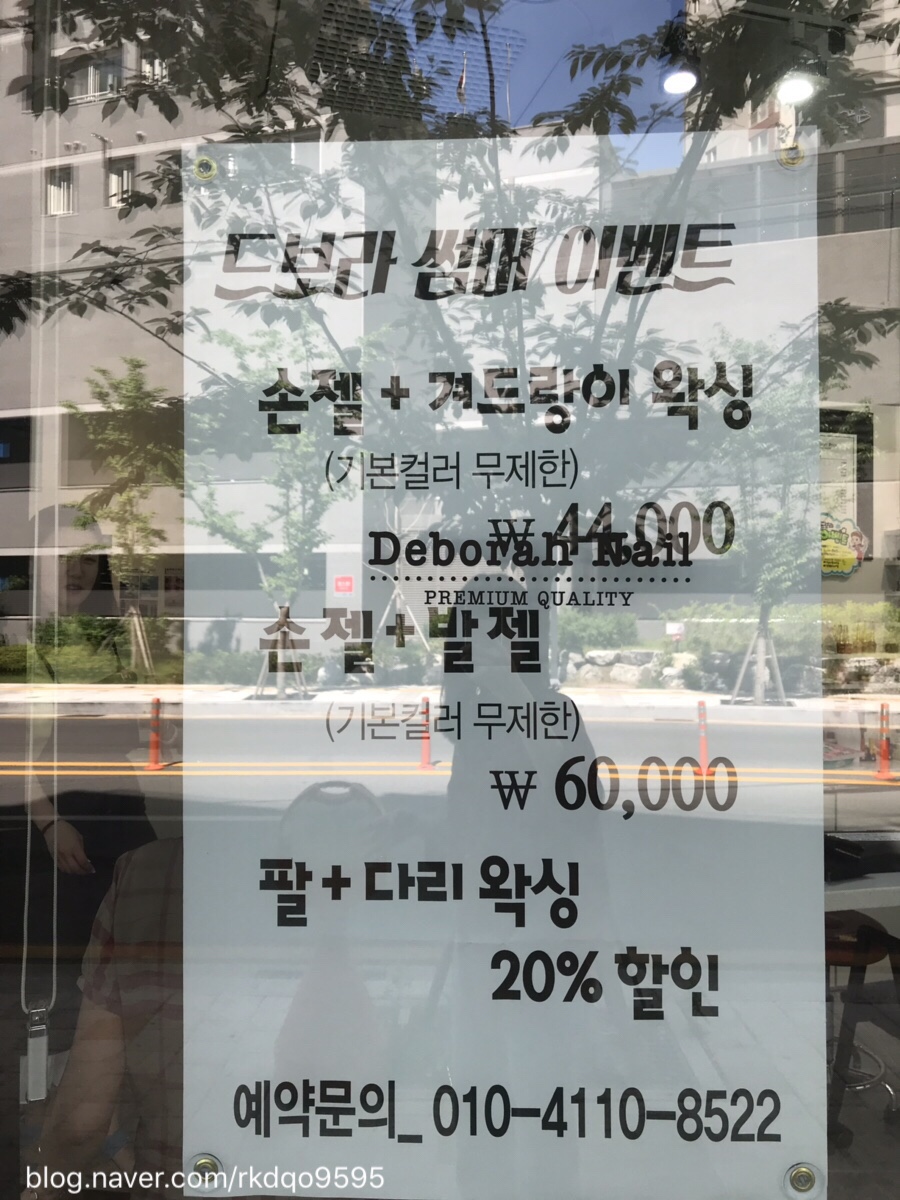 드보라 썸머 이벤트
손젤 + 겨드랑이 왁싱
(기본컬러 무제한)
₩ 44,000
Deborah Nail
PREMIUM QUALITY
손젤+발젤
(기본컬러 무제한)
₩ 60,000
팔+다리 왁싱
20% 할인
예약문의_ 010-4110-8522
blog.naver.com/rkdqo9595